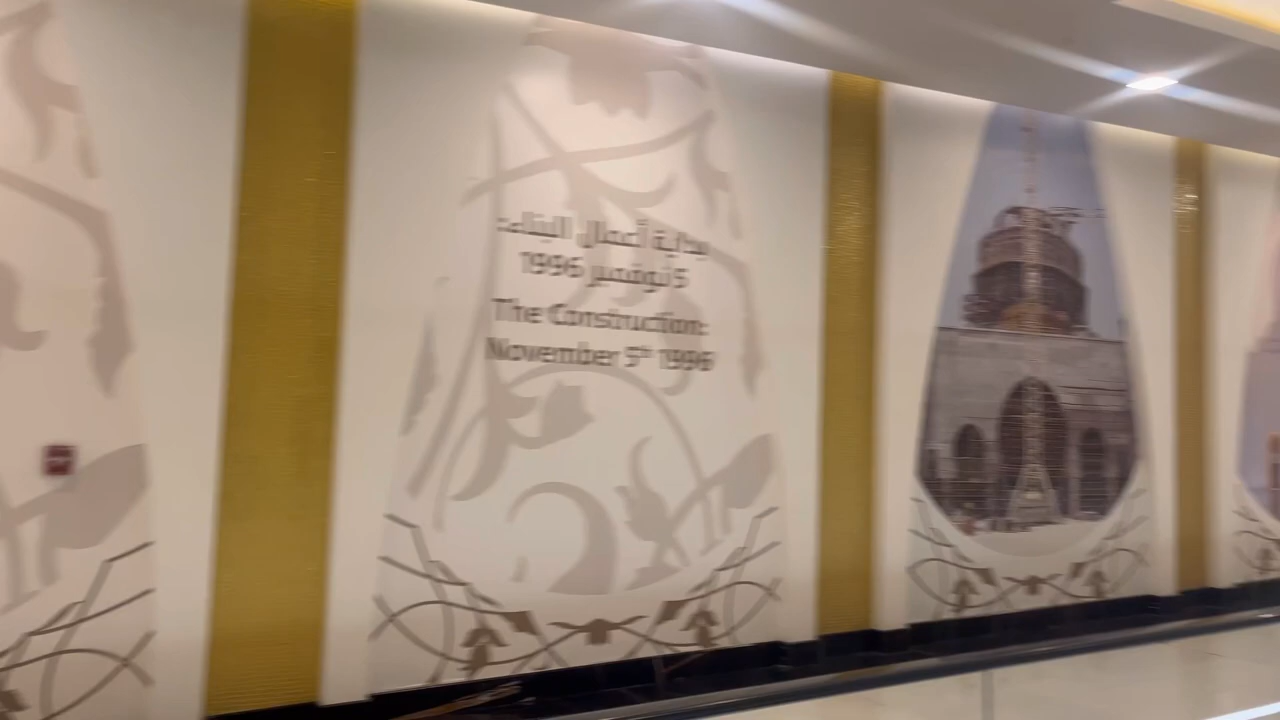 بداية أعمال البناء:
5 نوفمبر 1996
The Construction:
November 5th 1996